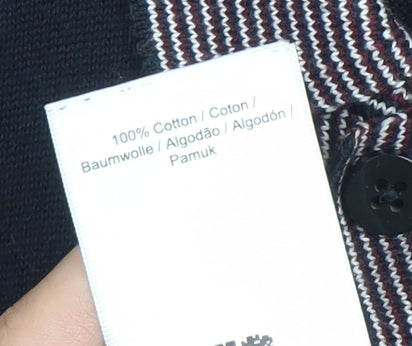 100% Cotton / Coton /
Baumwolle / Algodão / Algodón /
Pamuk